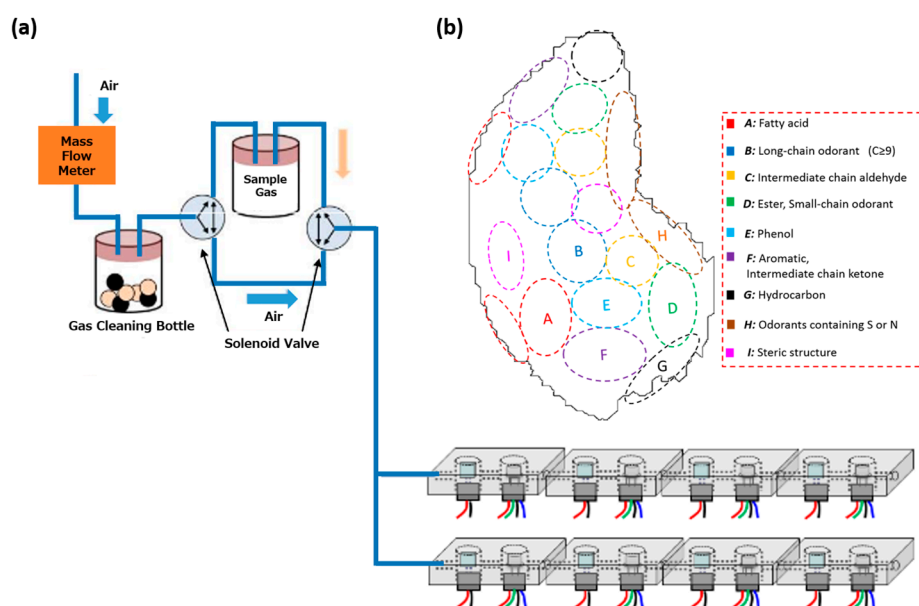 (a)
Air
Mass
Flow
Meter
Sample
Gas
Gas Cleaning Bottle
Air
Solenoid Valve
(b)
H
I
B
C
A
E
D
F
G
A: Fatty acid
B: Long-chain odorant (C≥9)
C: Intermediate chain aldehyde
D: Ester, Small-chain odorant
E: Phenol
F: Aromatic,
Intermediate chain ketone
G: Hydrocarbon
H: Odorants containing S or N
I: Steric structure